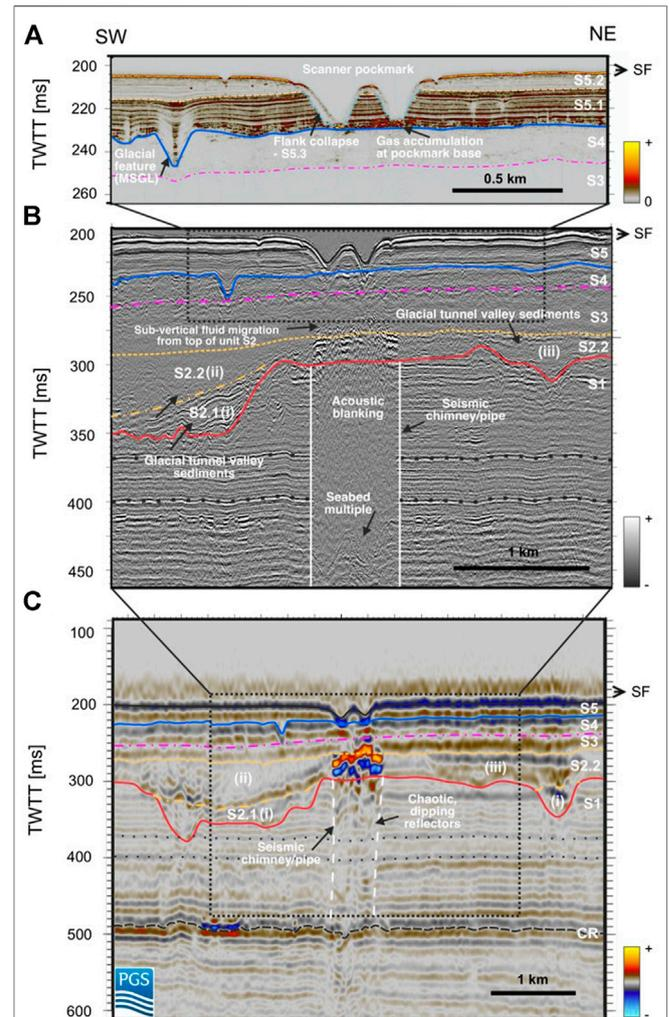 A
SW
NE
200
220
240
260
TWTT [ms]
Scanner pockmark
SF
S5.2
S5.1
S4
S3
Glacial
feature
(MSGL)
Flank collapse
- S5.3
Gas accumulation
at pockmark base
0.5 km
+
0
B
200
250
300
350
400
450
TWTT [ms]
SF
S5
S4
S3
Sub-vertical fluid migration
from top of unit S2
Glacial tunnel valley sediments
S2.2
(iii)
S1
S2.2 (ii)
S2.1 (i)
Glacial tunnel valley
sediments
Acoustic
blanking
Seismic
chimney/pipe
Seabed
multiple
1 km
+
-
C
100
200
300
400
500
600
TWTT [ms]
SF
S5
S4
S3
S2.2
(ii)
(iii)
S2.1 (i)
(i)
S1
Chaotic,
dipping
reflectors
Seismic
chimney/pipe
CR
PGS
1 km
+
-